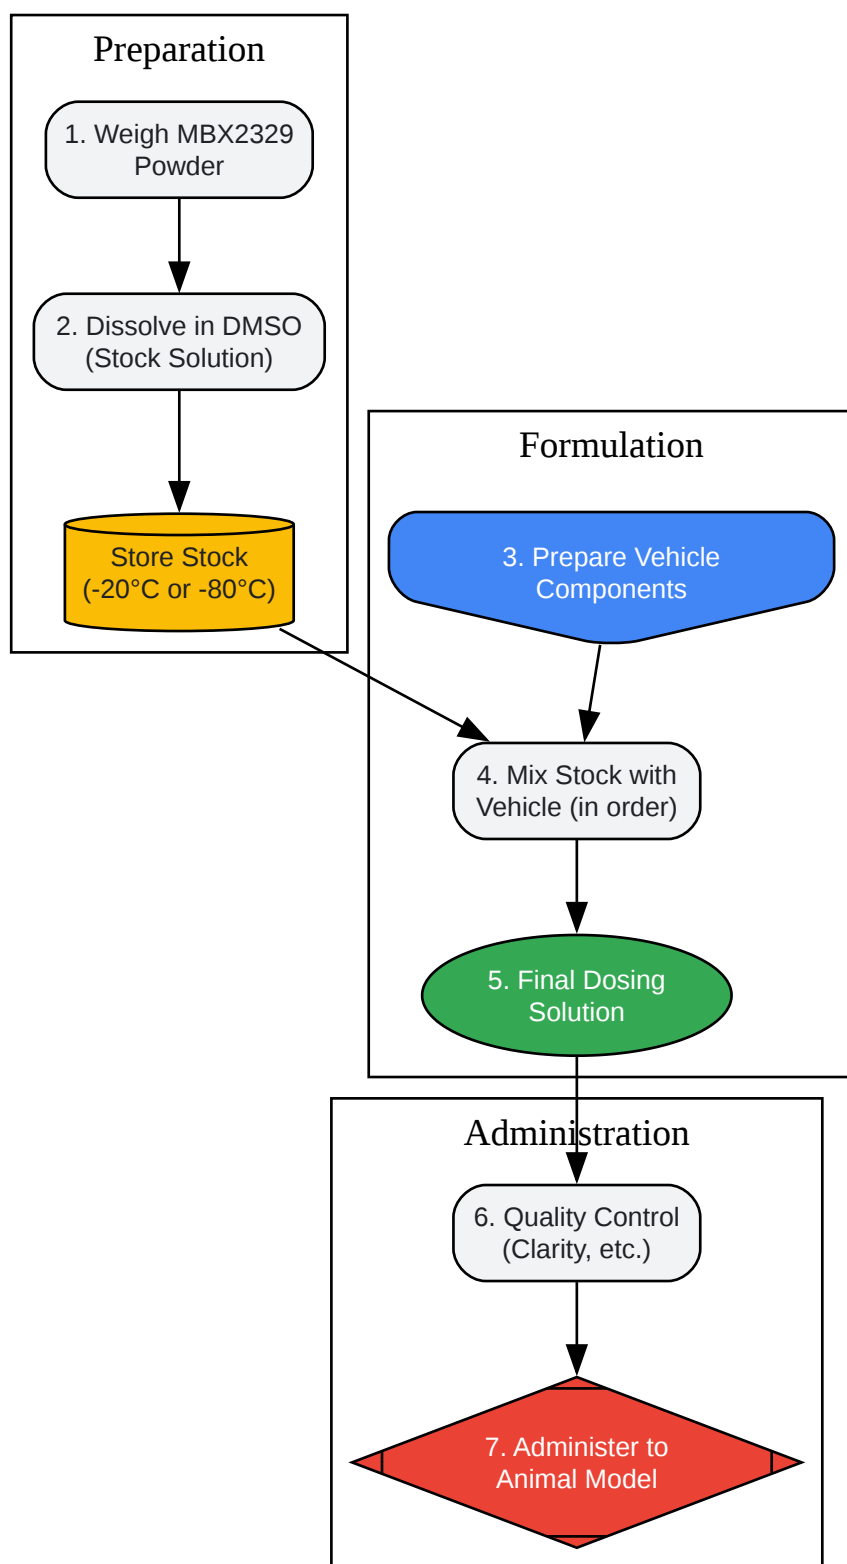 Preparation
1. Weigh MBX2329
Powder
2. Dissolve in DMSO
(Stock Solution)
Store Stock
(-20°C or -80°C)
Formulation
3. Prepare Vehicle
Components
4. Mix Stock with
Vehicle (in order)
5. Final Dosing
Solution
Administration
6. Quality Control
(Clarity, etc.)
7. Administer to
Animal Model